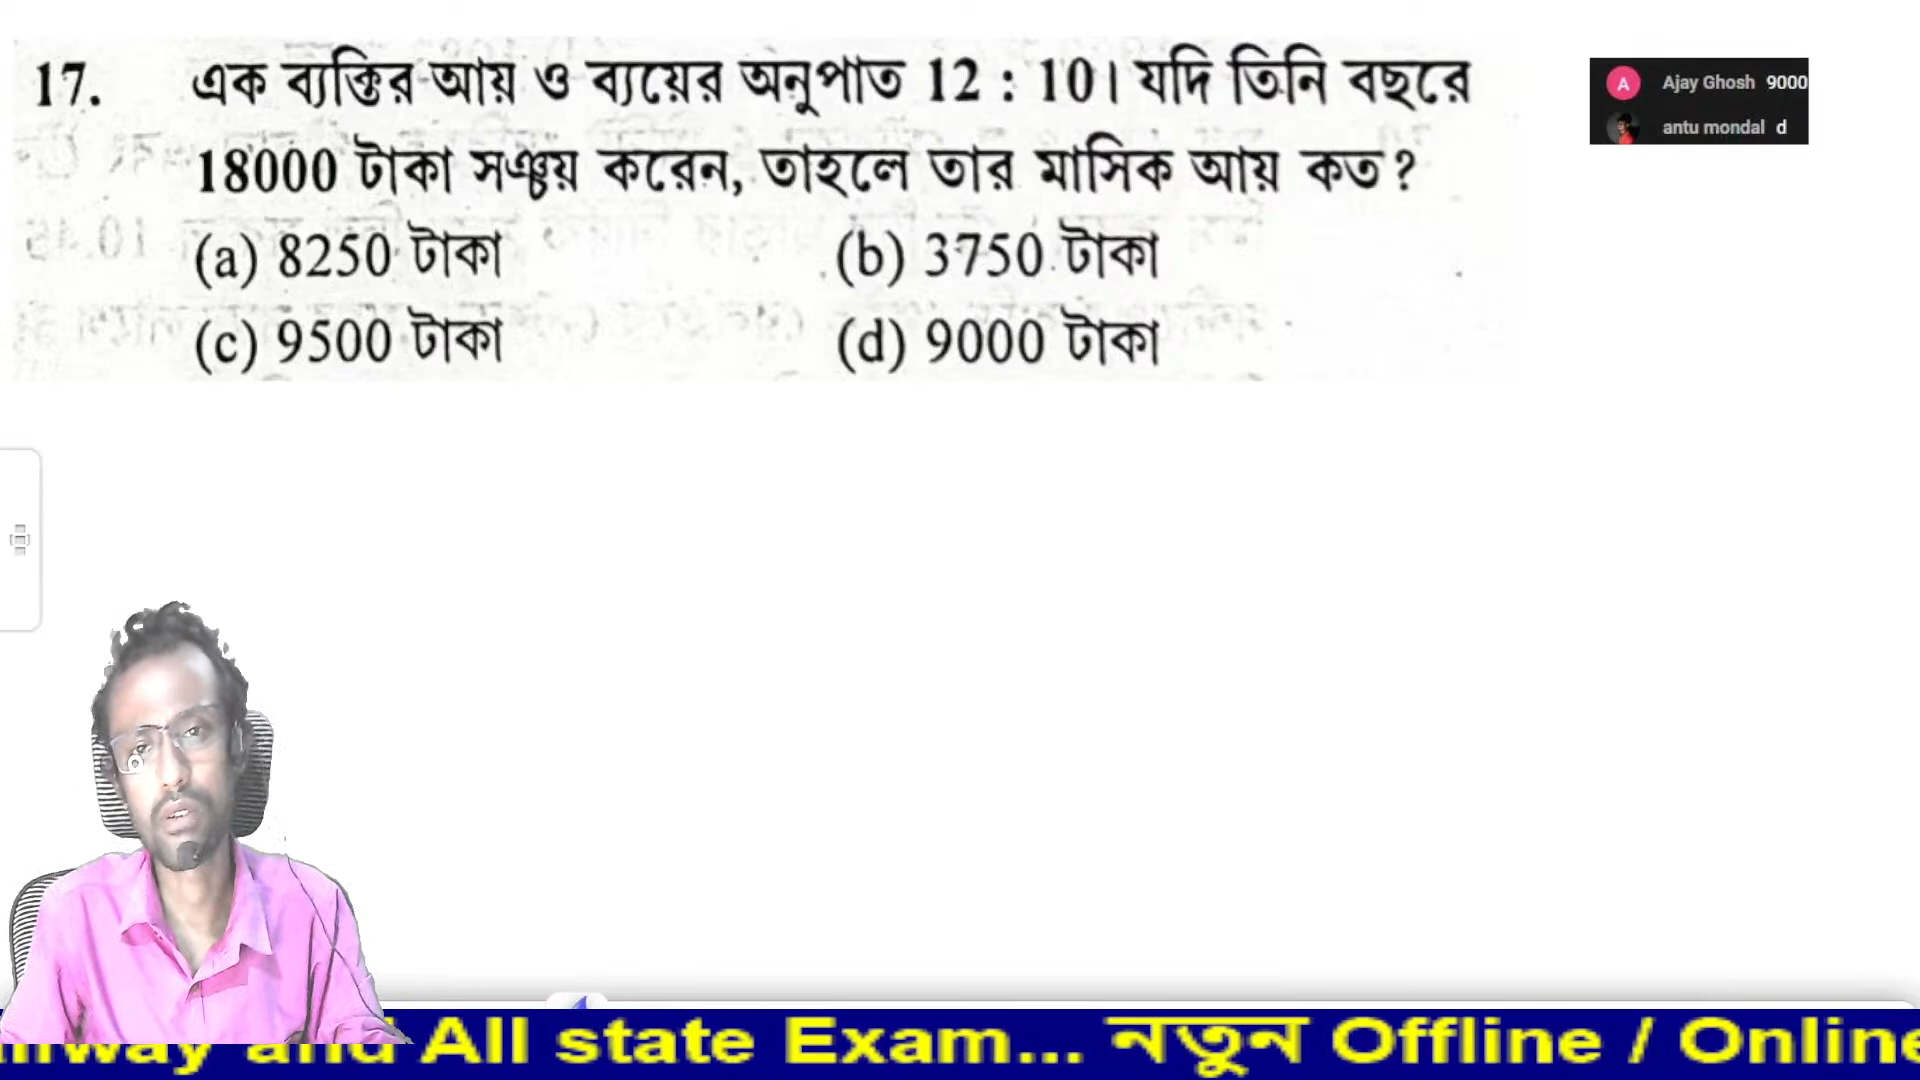 17. এক ব্যক্তির আয় ও ব্যয়ের অনুপাত 12 : 10। যদি তিনি বছরে
18000 টাকা সঞ্চয় করেন, তাহলে তার মাসিক আয় কত?
(a) 8250 টাকা (b) 3750 টাকা
(c) 9500 টাকা (d) 9000 টাকা
A Ajay Ghosh 9000
antu mondal d
and All state Exam... নতুন Offline / Online